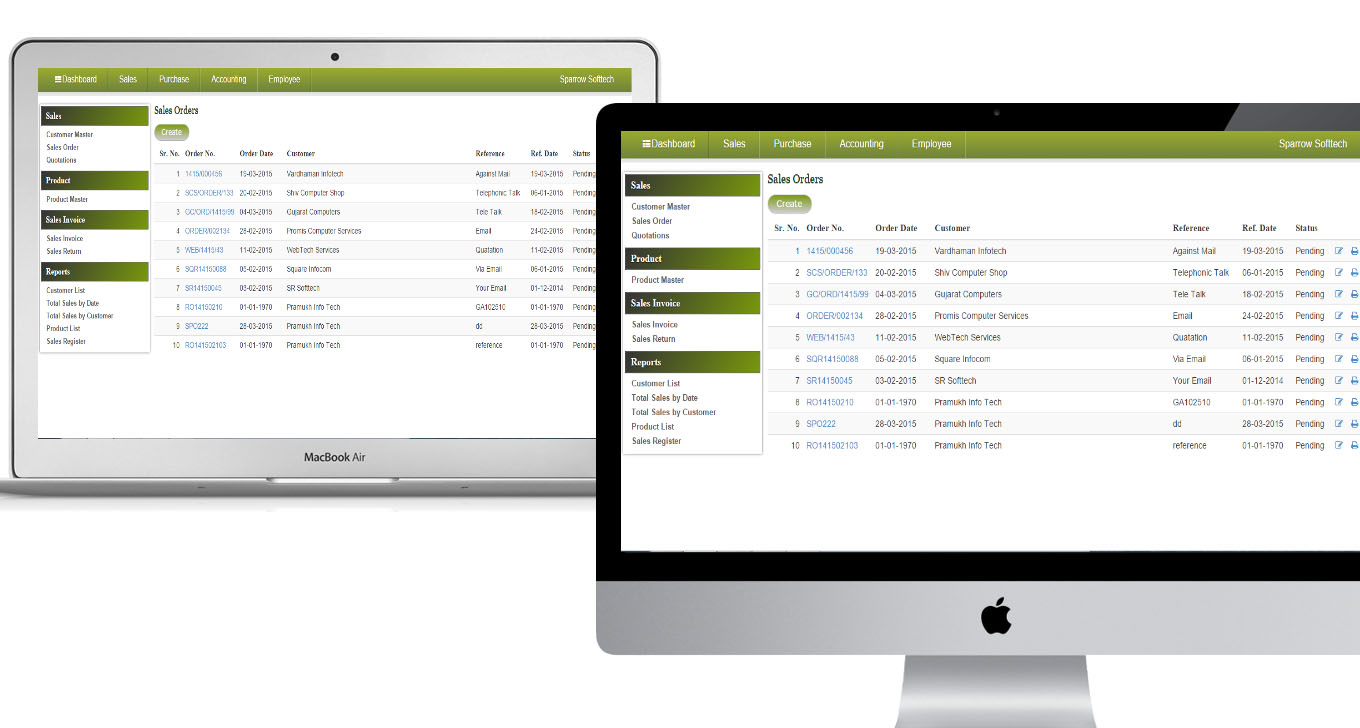 Dashboard Sales Purchase Accounting Employee Sparrow Softtech
Sales
Customer Master
Sales Order
Quotations
Product
Product Master
Sales Invoice
Sales Invoice
Sales Return
Reports
Customer List
Total Sales by Date
Total Sales by Customer
Product List
Sales Register
Sales Orders
Create
Sr. No. Order No. Order Date Customer Reference Ref. Date Status
1 1415/000456 19-03-2015 Vardhaman Infotech Against Mail 19-03-2015 Pending
2 SCS/ORDER/133 20-02-2015 Shiv Computer Shop Telephonic Talk 06-01-2015 Pending
3 GC/ORD/1415/99 04-03-2015 Gujarat Computers Tele Talk 18-02-2015 Pending
4 ORDER/002134 28-02-2015 Promis Computer Services Email 24-02-2015 Pending
5 WEB/1415/43 11-02-2015 WebTech Services Quatation 11-02-2015 Pending
6 SQR14150088 05-02-2015 Square Infocom Via Email 06-01-2015 Pending
7 SR14150045 03-02-2015 SR Softtech Your Email 01-12-2014 Pending
8 RO14150210 01-01-1970 Pramukh Info Tech GA102510 01-01-1970 Pending
9 SPO222 28-03-2015 Pramukh Info Tech dd 28-03-2015 Pending
10 RO141502103 01-01-1970 Pramukh Info Tech reference 01-01-1970 Pending
MacBook Air
Dashboard Sales Purchase Accounting Employee Sparrow Softtech
Sales
Customer Master
Sales Order
Quotations
Product
Product Master
Sales Invoice
Sales Invoice
Sales Return
Reports
Customer List
Total Sales by Date
Total Sales by Customer
Product List
Sales Register
Sales Orders
Create
Sr. No. Order No. Order Date Customer Reference Ref. Date Status
1 1415/000456 19-03-2015 Vardhaman Infotech Against Mail 19-03-2015 Pending
2 SCS/ORDER/133 20-02-2015 Shiv Computer Shop Telephonic Talk 06-01-2015 Pending
3 GC/ORD/1415/99 04-03-2015 Gujarat Computers Tele Talk 18-02-2015 Pending
4 ORDER/002134 28-02-2015 Promis Computer Services Email 24-02-2015 Pending
5 WEB/1415/43 11-02-2015 WebTech Services Quatation 11-02-2015 Pending
6 SQR14150088 05-02-2015 Square Infocom Via Email 06-01-2015 Pending
7 SR14150045 03-02-2015 SR Softtech Your Email 01-12-2014 Pending
8 RO14150210 01-01-1970 Pramukh Info Tech GA102510 01-01-1970 Pending
9 SPO222 28-03-2015 Pramukh Info Tech dd 28-03-2015 Pending
10 RO141502103 01-01-1970 Pramukh Info Tech reference 01-01-1970 Pending